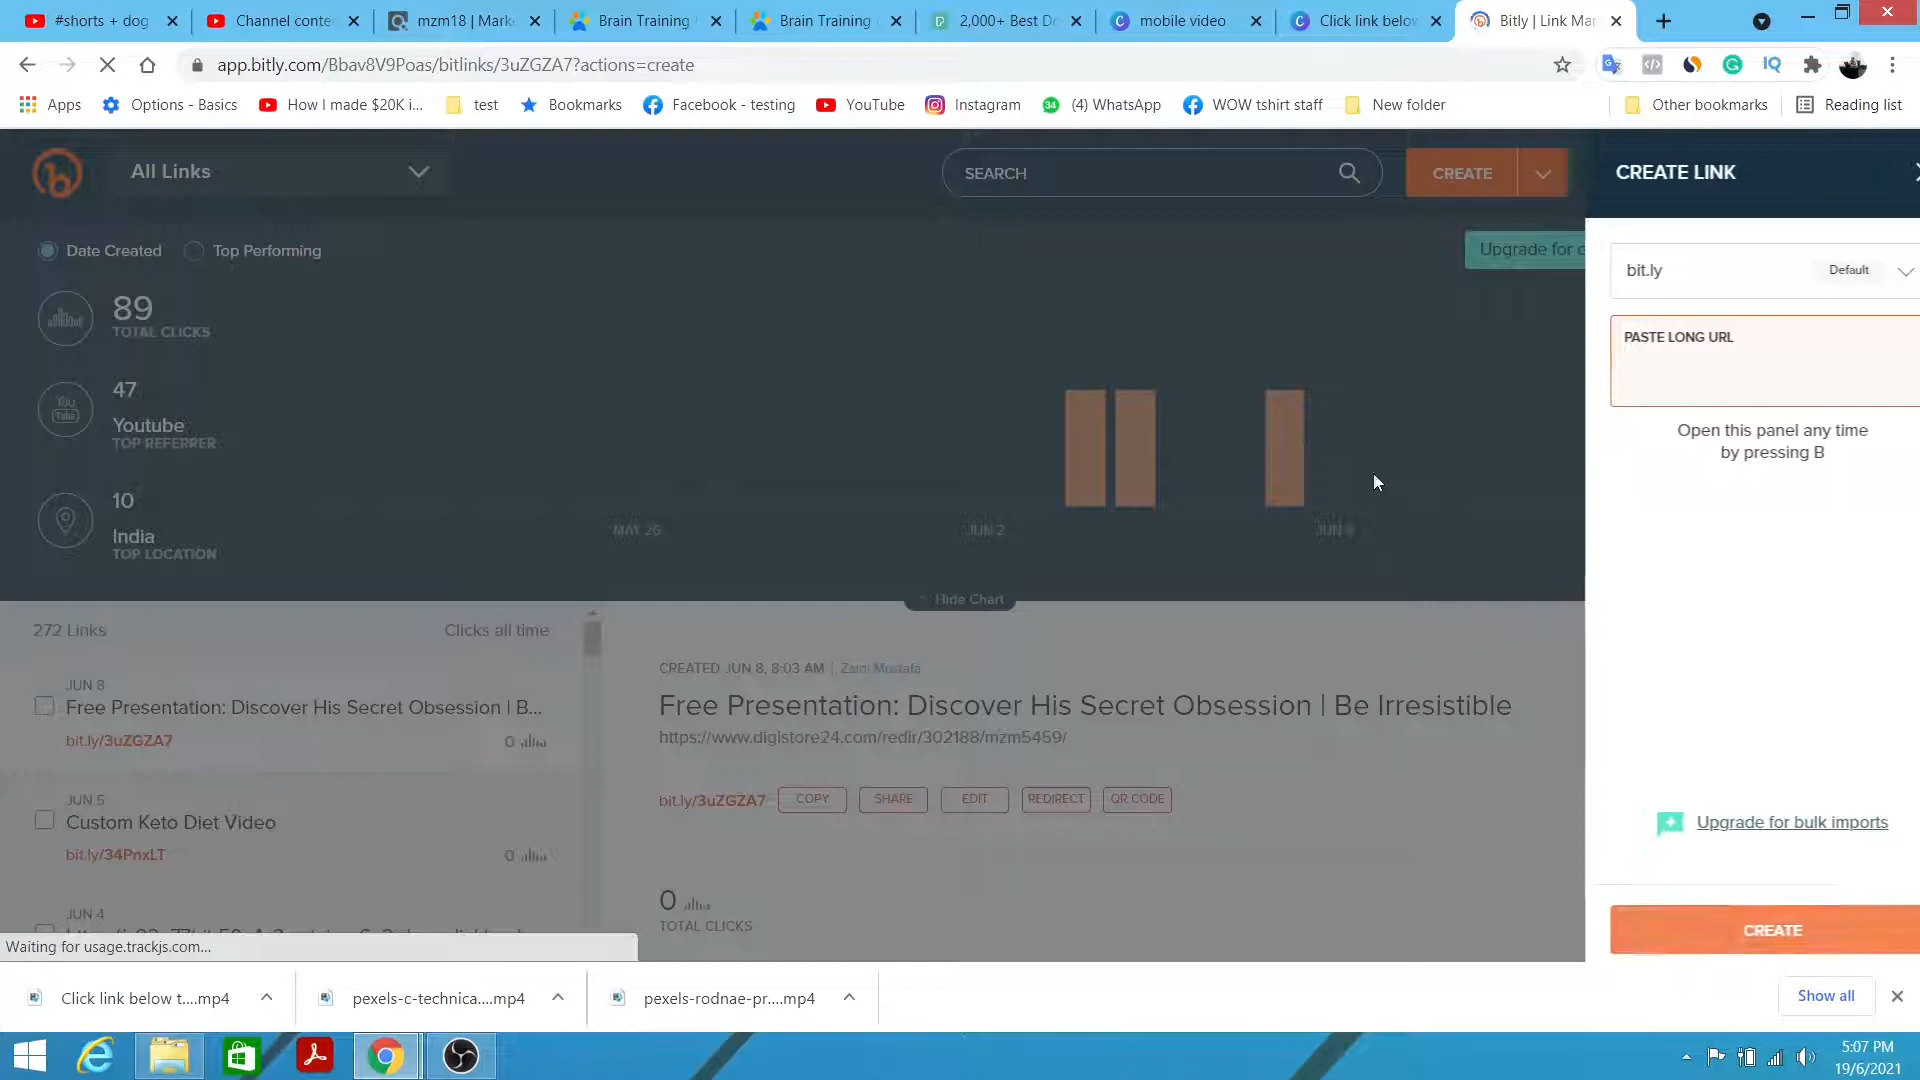 #shorts + dog
Channel conte
mzm18 | Mark
Brain Training
Brain Training
2,000+ Best D
mobile video
Click link belo
Bitly | Link Ma
app.bitly.com/Bbav8V9Poas/bitlinks/3uZGZA7?actions=create
Apps
Options - Basics
How I made $20K i...
test
Bookmarks
Facebook - testing
YouTube
Instagram
34
(4) WhatsApp
WOW tshirt staff
New folder
Other bookmarks
Reading list
All Links
SEARCH
CREATE
CREATE LINK
Date Created
Top Performing
Upgrade for c
bit.ly
Default
89
TOTAL CLICKS
PASTE LONG URL
47
Youtube
TOP REFERRER
You
Tube
Open this panel any time
by pressing B
10
India
TOP LOCATION
MAY 26
JUN 2
Hide Chart
272 Links
Clicks all time
CREATED JUN 8, 8:03 AM | Zaidi Mustafa
JUN 8
Free Presentation: Discover His Secret Obsession | B...
bit.ly/3uZGZA7
0
Free Presentation: Discover His Secret Obsession | Be Irresistible
https://www.digistore24.com/redir/302188/mzm5459/
bit.ly/3uZGZA7
COPY
SHARE
EDIT
REDIRECT
QR CODE
JUN 5
Custom Keto Diet Video
bit.ly/34PnxLT
0
Upgrade for bulk imports
0
TOTAL CLICKS
JUN 4
CREATE
Waiting for usage.trackjs.com...
Click link below t....mp4
pexels-c-technica....mp4
pexels-rodnae-pr....mp4
Show all
5:07 PM
19/6/2021